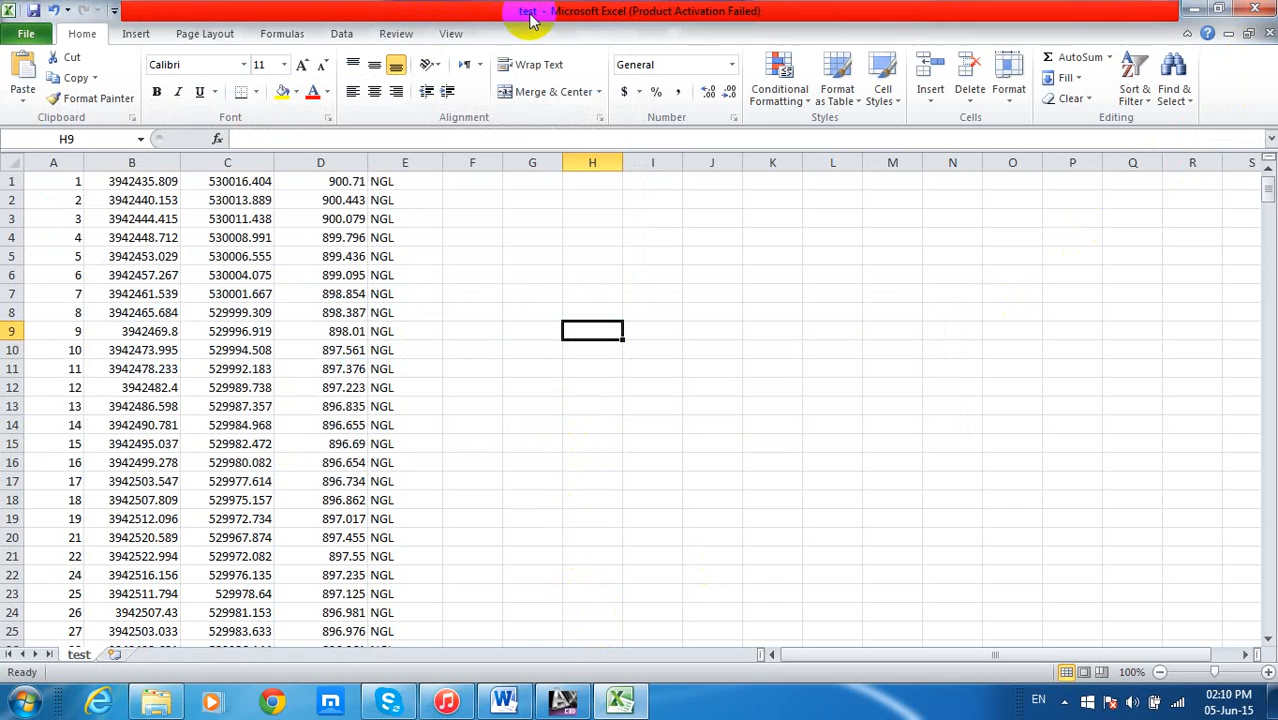 test - Microsoft Excel (Product Activation Failed)
File Home Insert Page Layout Formulas Data Review View
Paste Cut Copy Format Painter
Calibri 11
B I U A A A
Wrap Text
Merge & Center
General
$ % ,
Conditional Formatting Format as Table Cell Styles
Insert Delete Format
Σ AutoSum
Fill
Clear
Sort & Filter Find & Select
Clipboard Font Alignment Number Styles Cells Editing
H9 fx
A B C D E F G H I J K L M N O P Q R S
1 1 3942435.809 530016.404 900.71 NGL
2 2 3942440.153 530013.889 900.443 NGL
3 3 3942444.415 530011.438 900.079 NGL
4 4 3942448.712 530008.991 899.796 NGL
5 5 3942453.029 530006.555 899.436 NGL
6 6 3942457.267 530004.075 899.095 NGL
7 7 3942461.539 530001.667 898.854 NGL
8 8 3942465.684 529999.309 898.387 NGL
9 9 3942469.8 529996.919 898.01 NGL
10 10 3942473.995 529994.508 897.561 NGL
11 11 3942478.233 529992.183 897.376 NGL
12 12 3942482.4 529989.738 897.223 NGL
13 13 3942486.598 529987.357 896.835 NGL
14 14 3942490.781 529984.968 896.655 NGL
15 15 3942495.037 529982.472 896.69 NGL
16 16 3942499.278 529980.082 896.654 NGL
17 17 3942503.547 529977.614 896.734 NGL
18 18 3942507.809 529975.157 896.862 NGL
19 19 3942512.096 529972.734 897.017 NGL
20 21 3942520.589 529967.874 897.455 NGL
21 22 3942522.994 529972.082 897.55 NGL
22 24 3942516.156 529976.135 897.235 NGL
23 25 3942511.794 529978.64 897.125 NGL
24 26 3942507.43 529981.153 896.981 NGL
25 27 3942503.033 529983.633 896.976 NGL
test
Ready 100%
EN 02:10 PM
05-Jun-15